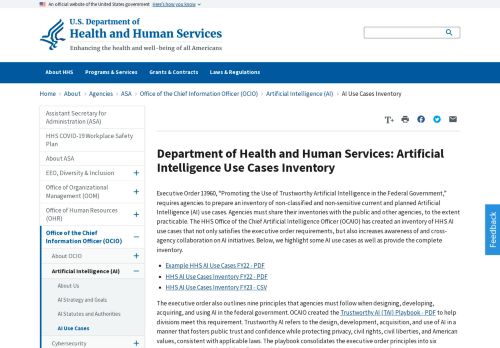 An official website of the United States government Here's how you know
U.S. Department of
Health and Human Services
Enhancing the health and well-being of all Americans
About HHS Programs & Services Grants & Contracts Laws & Regulations
Home > About > Agencies > ASA > Office of the Chief Information Officer (OCIO) > Artificial Intelligence (AI) > AI Use Cases Inventory
Assistant Secretary for
Administration (ASA)
HHS COVID-19 Workplace Safety
Plan
About ASA
EEO, Diversity & Inclusion
Office of Organizational
Management (OOM)
Office of Human Resources
(OHR)
Office of the Chief
Information Officer (OCIO)
About OCIO
Artificial Intelligence (AI)
About Us
AI Strategy and Goals
AI Statutes and Authorities
AI Use Cases
Cybersecurity
T+
Department of Health and Human Services: Artificial
Intelligence Use Cases Inventory
Executive Order 13960, “Promoting the Use of Trustworthy Artificial Intelligence in the Federal Government,”
requires agencies to prepare an inventory of non-classified and non-sensitive current and planned Artificial
Intelligence (AI) use cases. Agencies must share their inventories with the public and other agencies, to the extent
practicable. The HHS Office of the Chief Artificial Intelligence Officer (OCAIO) has created an inventory of HHS AI
use cases that not only satisfies the executive order requirements, but also increases awareness of and cross-
agency collaboration on AI initiatives. Below, we highlight some AI use cases as well as provide the complete
inventory.
• Example HHS AI Use Cases FY22 - PDF
• HHS AI Use Cases Inventory FY22 - PDF
• HHS AI Use Cases Inventory FY23 - CSV
The executive order also outlines nine principles that agencies must follow when designing, developing,
acquiring, and using AI in the federal government. OCAIO created the Trustworthy AI (TAI) Playbook - PDF to help
divisions meet this requirement. Trustworthy AI refers to the design, development, acquisition, and use of AI in
a manner that fosters public trust and confidence while protecting privacy, civil rights, civil liberties, and American
values, consistent with applicable laws. The playbook consolidates the executive order principles into six
Feedback